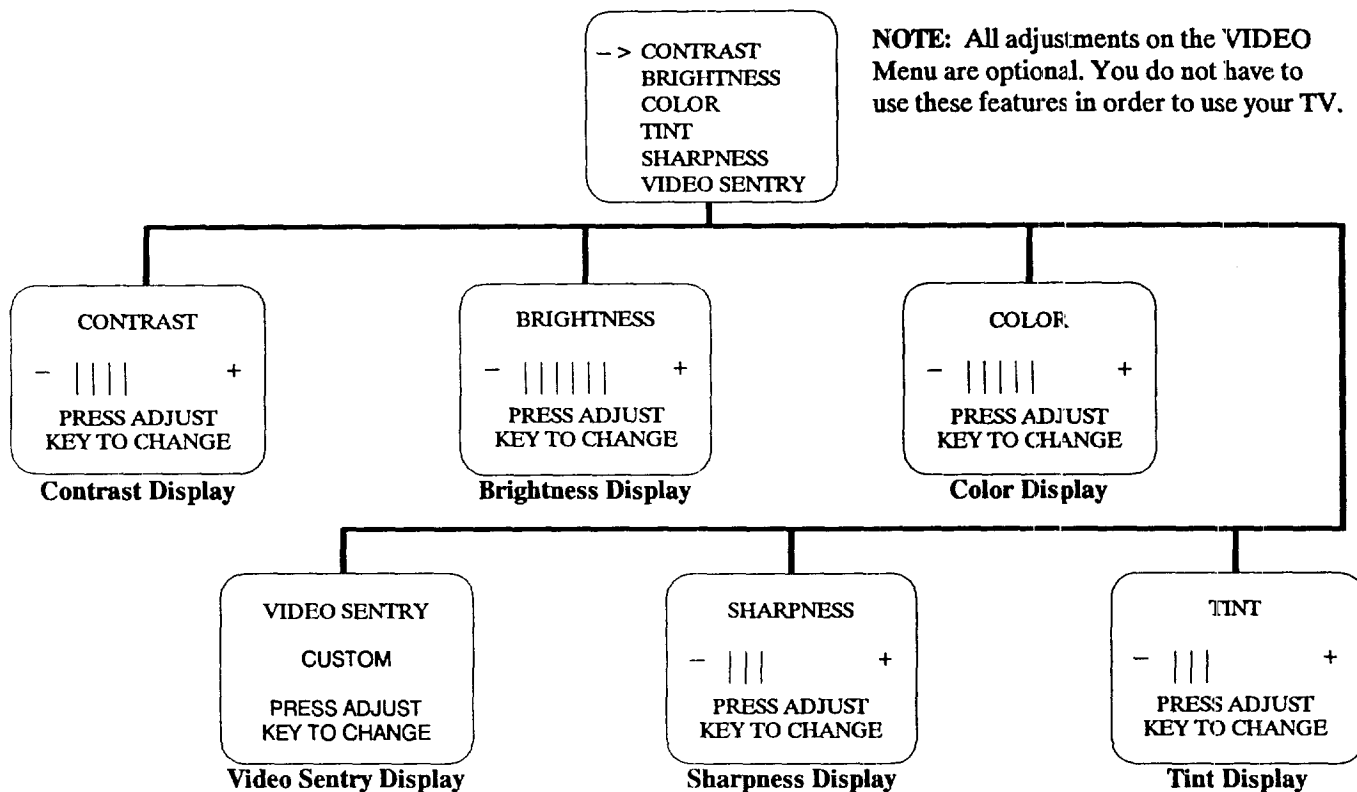 -> CONTRAST
BRIGHTNESS
COLOR
TINT
SHARPNESS
VIDEO SENTRY
NOTE: All adjustments on the VIDEO
Menu are optional. You do not have to
use these features in order to use your TV.
CONTRAST
- |||| +
PRESS ADJUST
KEY TO CHANGE
Contrast Display
BRIGHTNESS
- |||||| +
PRESS ADJUST
KEY TO CHANGE
Brightness Display
COLOR
- ||||| +
PRESS ADJUST
KEY TO CHANGE
Color Display
VIDEO SENTRY
CUSTOM
PRESS ADJUST
KEY TO CHANGE
Video Sentry Display
SHARPNESS
- ||| +
PRESS ADJUST
KEY TO CHANGE
Sharpness Display
TINT
- ||| +
PRESS ADJUST
KEY TO CHANGE
Tint Display